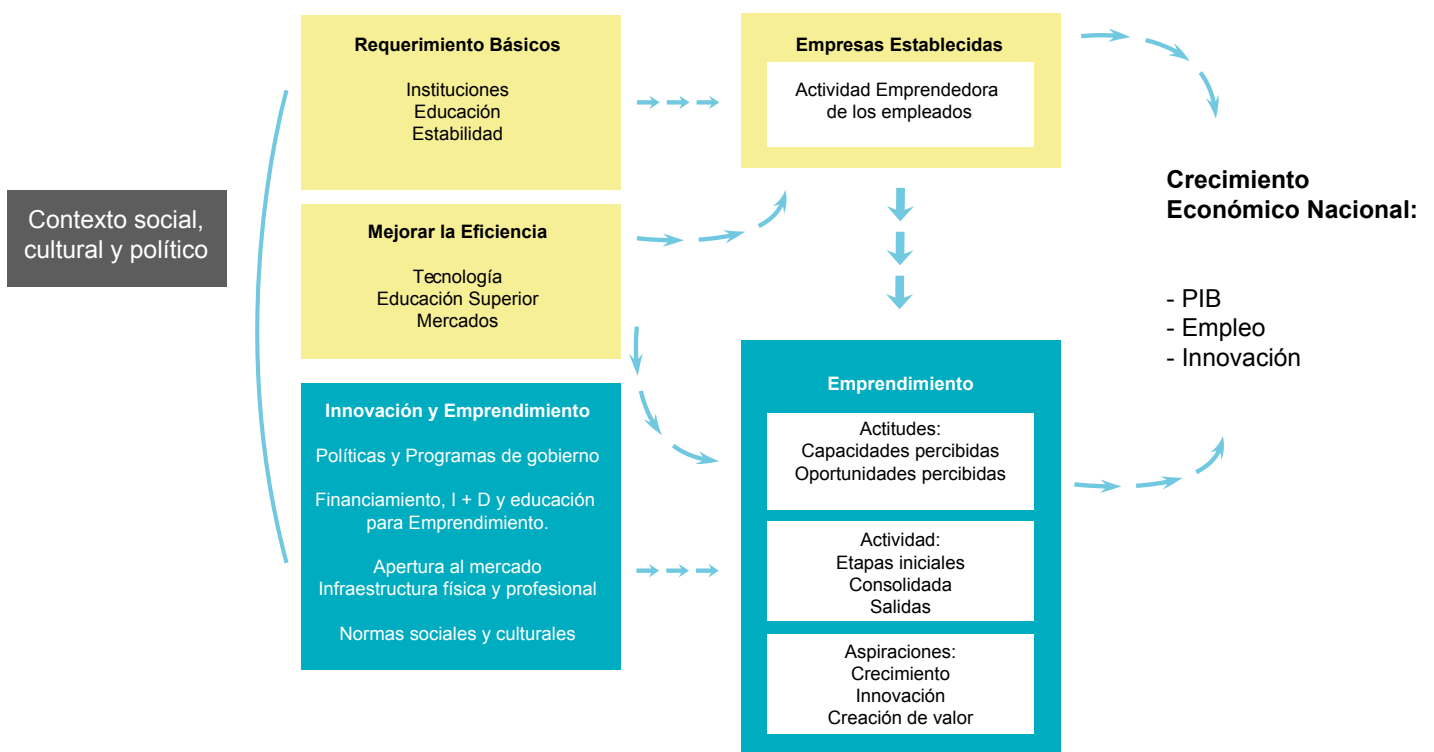 Contexto social,
cultural y político
Requerimiento Básicos
Instituciones
Educación
Estabilidad
Mejorar la Eficiencia
Tecnología
Educación Superior
Mercados
Innovación y Emprendimiento
Políticas y Programas de gobierno
Financiamiento, I + D y educación
para Emprendimiento.
Apertura al mercado
Infraestructura física y profesional
Normas sociales y culturales
Empresas Establecidas
Actividad Emprendedora
de los empleados
Emprendimiento
Actitudes:
Capacidades percibidas
Oportunidades percibidas
Actividad:
Etapas iniciales
Consolidada
Salidas
Aspiraciones:
Crecimiento
Innovación
Creación de valor
Crecimiento
Económico Nacional:
- PIB
- Empleo
- Innovación